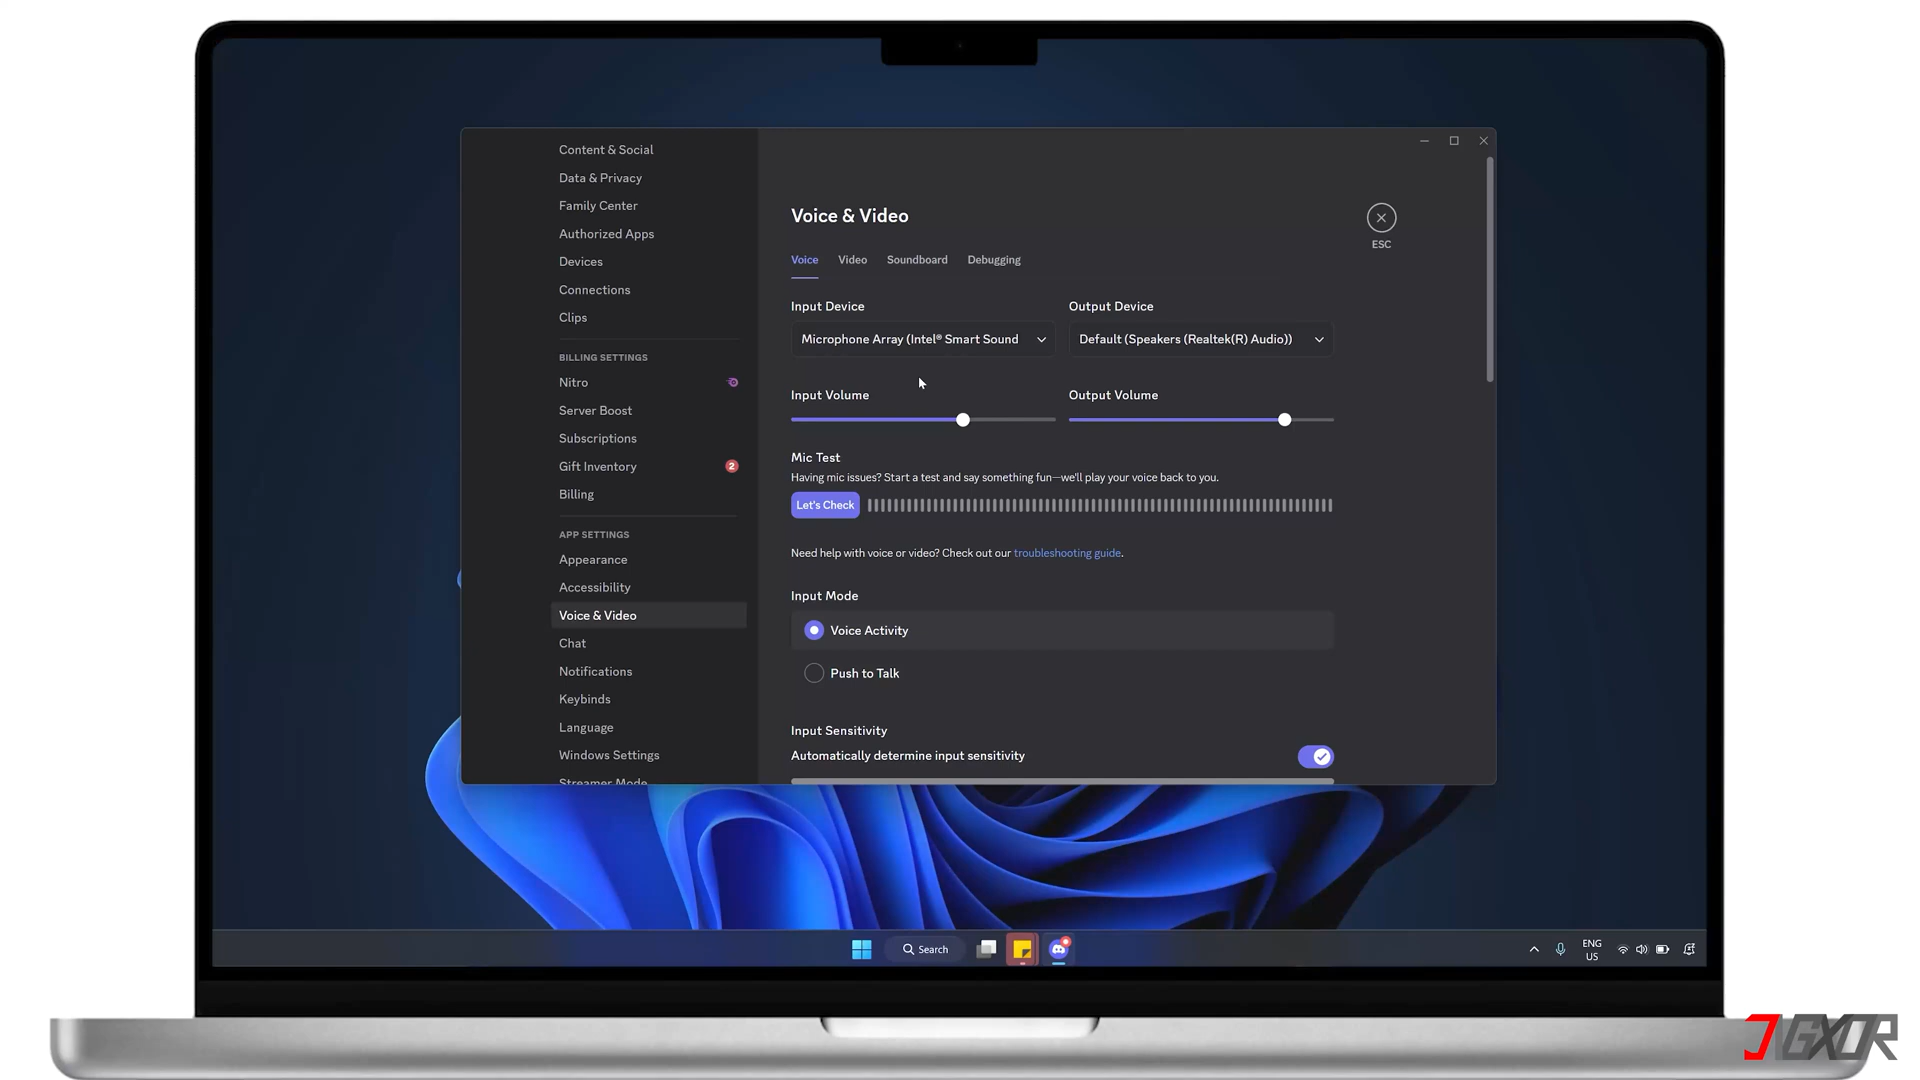 Content & Social
Data & Privacy
Family Center
Authorized Apps
Devices
Connections
Clips
BILLING SETTINGS
Nitro
Server Boost
Subscriptions
Gift Inventory 2
Billing
APP SETTINGS
Appearance
Accessibility
Voice & Video
Chat
Notifications
Keybinds
Language
Windows Settings
Streamer Mode
Voice & Video
ESC
Voice Video Soundboard Debugging
Input Device Output Device
Microphone Array (Intel® Smart Sound Default (Speakers (Realtek(R) Audio))
Input Volume Output Volume
Mic Test
Having mic issues? Start a test and say something fun—we'll play your voice back to you.
Let's Check
Need help with voice or video? Check out our troubleshooting guide.
Input Mode
Voice Activity
Push to Talk
Input Sensitivity
Automatically determine input sensitivity
Search
ENG
US
JGXOR